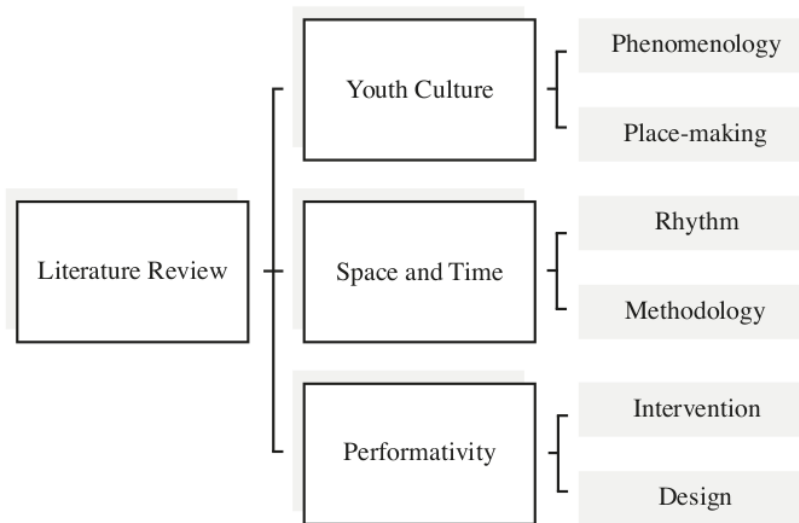 Literature Review
Youth Culture
Phenomenology
Place-making
Space and Time
Rhythm
Methodology
Performativity
Intervention
Design